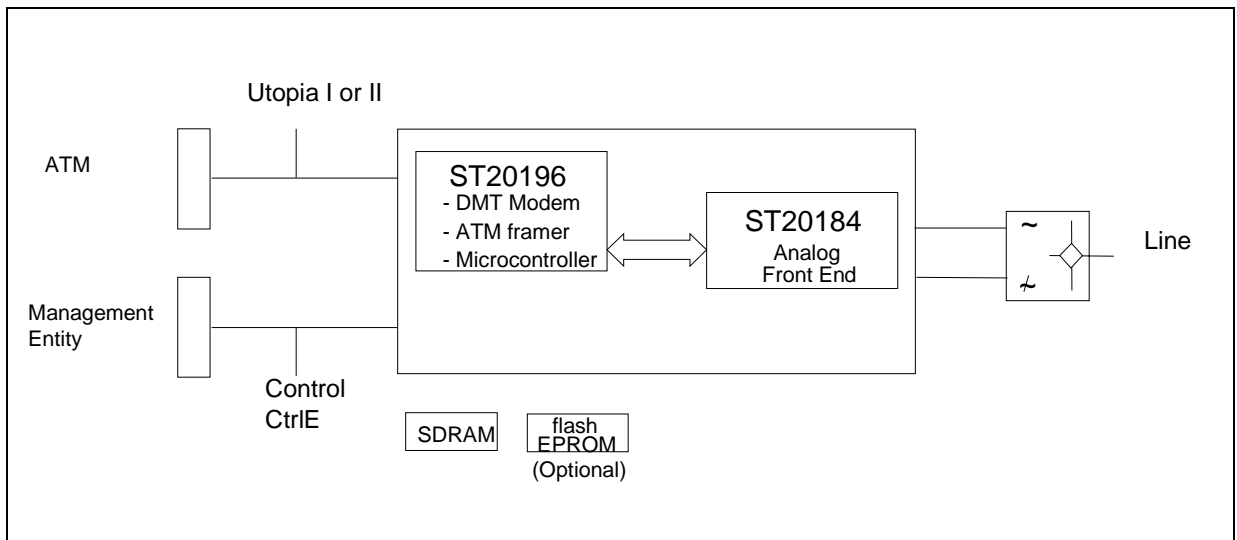 Utopia I or II
ATM
ST20196
- DMT Modem
- ATM framer
- Microcontroller
ST20184
Analog
Front End
~
~
Line
Management
Entity
Control
CtrlE
SDRAM
flash
EPROM
(Optional)